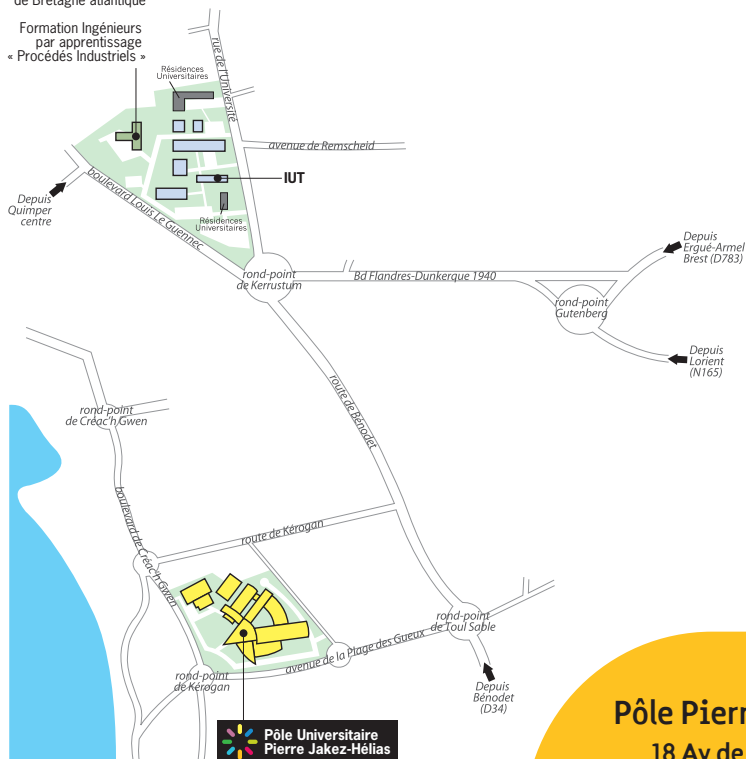 de Bretagne atlantique
Formation Ingénieurs
par apprentissage
« Procédés Industriels »
Résidences
Universitaires
rue de l'Université
avenue de Remscheid
IUT
boulevard Louis Le Guennec
Depuis
Quimper
centre
Résidences
Universitaires
Depuis
Ergué-Armel
Brest (D783)
rond-point
de Kerrustum
Bd Flandres-Dunkerque 1940
rond-point
Gutenberg
Depuis
Lorient
(N165)
rond-point
de Creac'h Gwen
route de Bénodet
boulevard de Créac'h Gwen
route de Kérogan
rond-point
de Toul Sable
avenue de la Plage des Gueux
rond-point
de Kérogan
Depuis
Bénodet
(D34)
Pôle Universitaire
Pierre Jakez-Hélias
Pôle Pierr
18 Av de